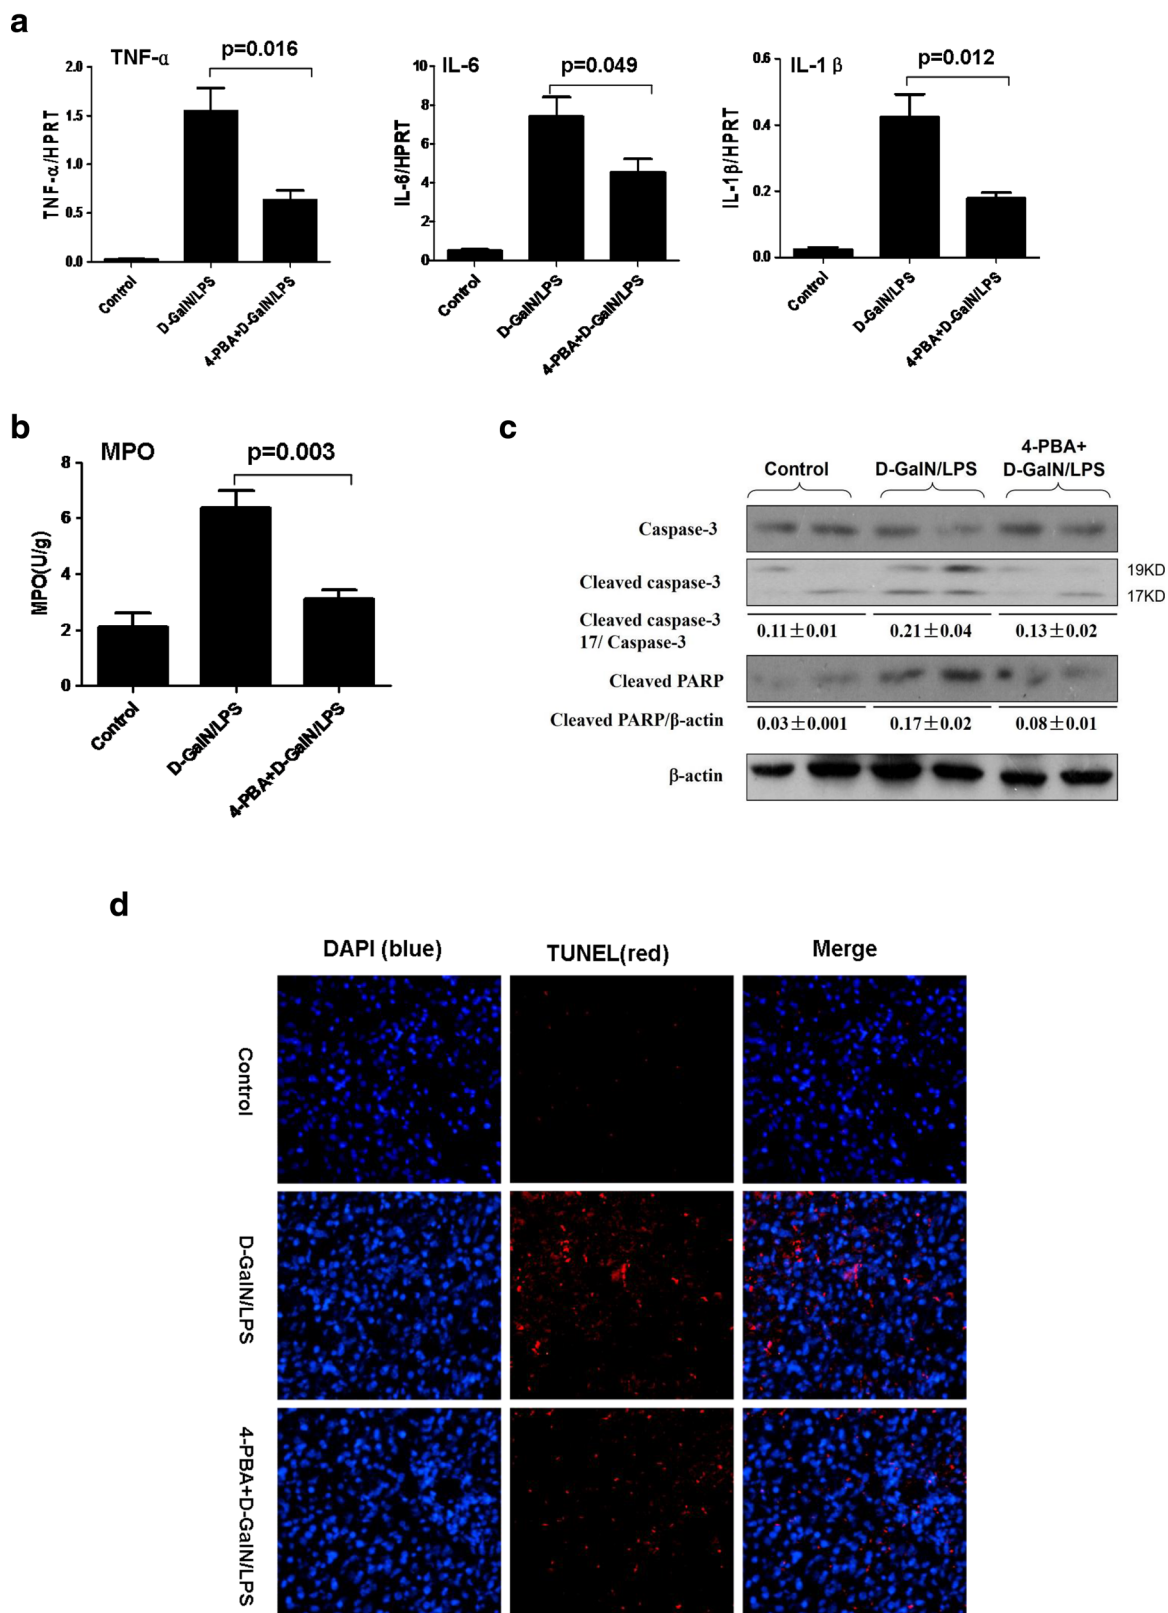 a
TNF-α
p=0.016
2.0
1.5
1.0
0.5
0.0
TNF-α/HPRT
Control
D-GalN/LPS
4-PBA+D-GalN/LPS
IL-6
p=0.049
10
8
6
4
2
0
IL-6/HPRT
Control
D-GalN/LPS
4-PBA+D-GalN/LPS
IL-1 β
p=0.012
0.6
0.4
0.2
0.0
IL-1β/HPRT
Control
D-GalN/LPS
4-PBA+D-GalN/LPS
b
MPO
p=0.003
8
6
4
2
0
MPO(U/g)
Control
D-GalN/LPS
4-PBA+D-GalN/LPS
c
Control
D-GalN/LPS
4-PBA+
D-GalN/LPS
Caspase-3
Cleaved caspase-3
19KD
17KD
Cleaved caspase-3
17/ Caspase-3
0.11±0.01 0.21±0.04 0.13±0.02
Cleaved PARP
Cleaved PARP/β-actin
0.03±0.001 0.17±0.02 0.08±0.01
β-actin
d
DAPI (blue) TUNEL(red) Merge
Control
D-GalN/LPS
4-PBA+D-GalN/LPS